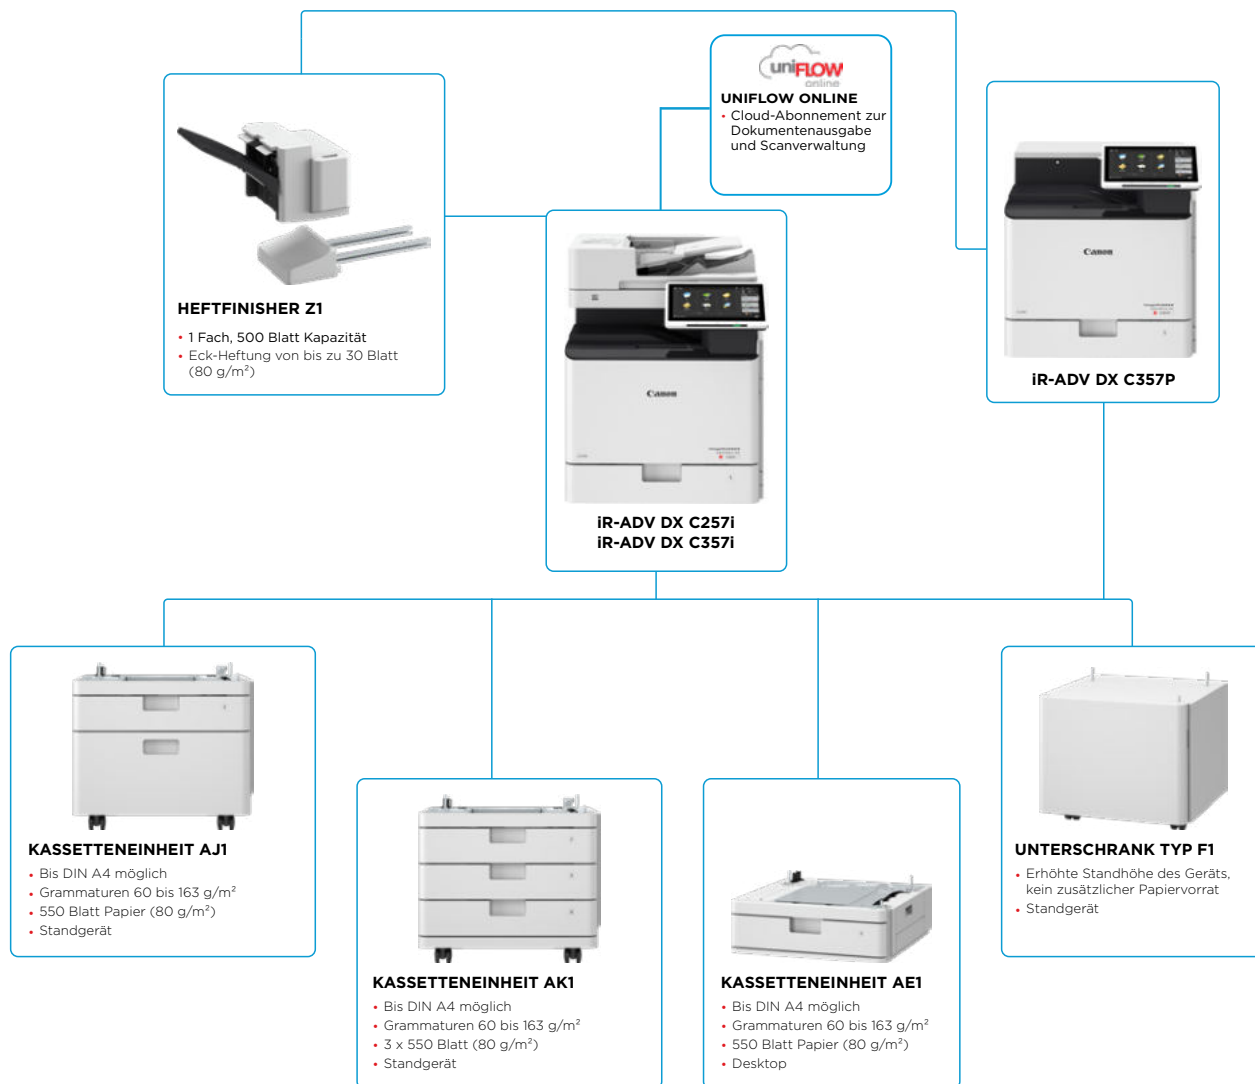 uniFLOW
online
UNIFLOW ONLINE
• Cloud-Abonnement zur
Dokumentenausgabe
und Scanverwaltung
HEFTFINISHER Z1
• 1 Fach, 500 Blatt Kapazität
• Eck-Heftung von bis zu 30 Blatt
(80 g/m²)
Canon
iR-ADV DX C257i
iR-ADV DX C357i
Canon
iR-ADV DX C357P
KASSETTENEINHEIT AJ1
• Bis DIN A4 möglich
• Grammaturen 60 bis 163 g/m²
• 550 Blatt Papier (80 g/m²)
• Standgerät
KASSETTENEINHEIT AK1
• Bis DIN A4 möglich
• Grammaturen 60 bis 163 g/m²
• 3 x 550 Blatt (80 g/m²)
• Standgerät
KASSETTENEINHEIT AE1
• Bis DIN A4 möglich
• Grammaturen 60 bis 163 g/m²
• 550 Blatt Papier (80 g/m²)
• Desktop
UNTERSCHRANK TYP F1
• Erhöhte Standhöhe des Geräts,
kein zusätzlicher Papiervorrat
• Standgerät